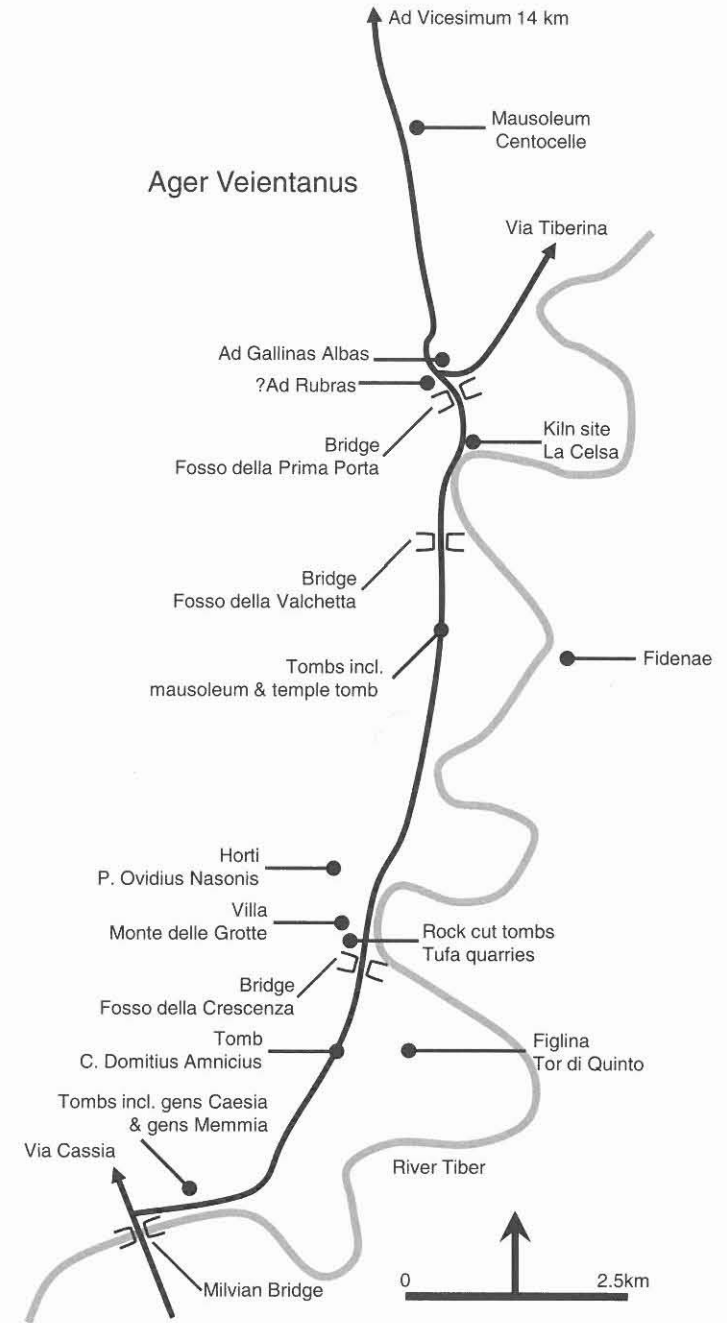 Ad Vicesimum 14 km
Mausoleum
Centocelle
Ager Veientanus
Via Tiberina
Ad Gallinas Albas
?Ad Rubras
Bridge
Fosso della Prima Porta
Kiln site
La Celsa
Bridge
Fosso della Valchetta
Tombs incl.
mausoleum & temple tomb
Fidenae
Horti
P. Ovidius Nasonis
Villa
Monte delle Grotte
Rock cut tombs
Tufa quarries
Bridge
Fosso della Crescenza
Tomb
C. Domitius Amnicius
Figlina
Tor di Quinto
Tombs incl. gens Caesia
& gens Memmia
Via Cassia
River Tiber
Milvian Bridge
0 2.5km